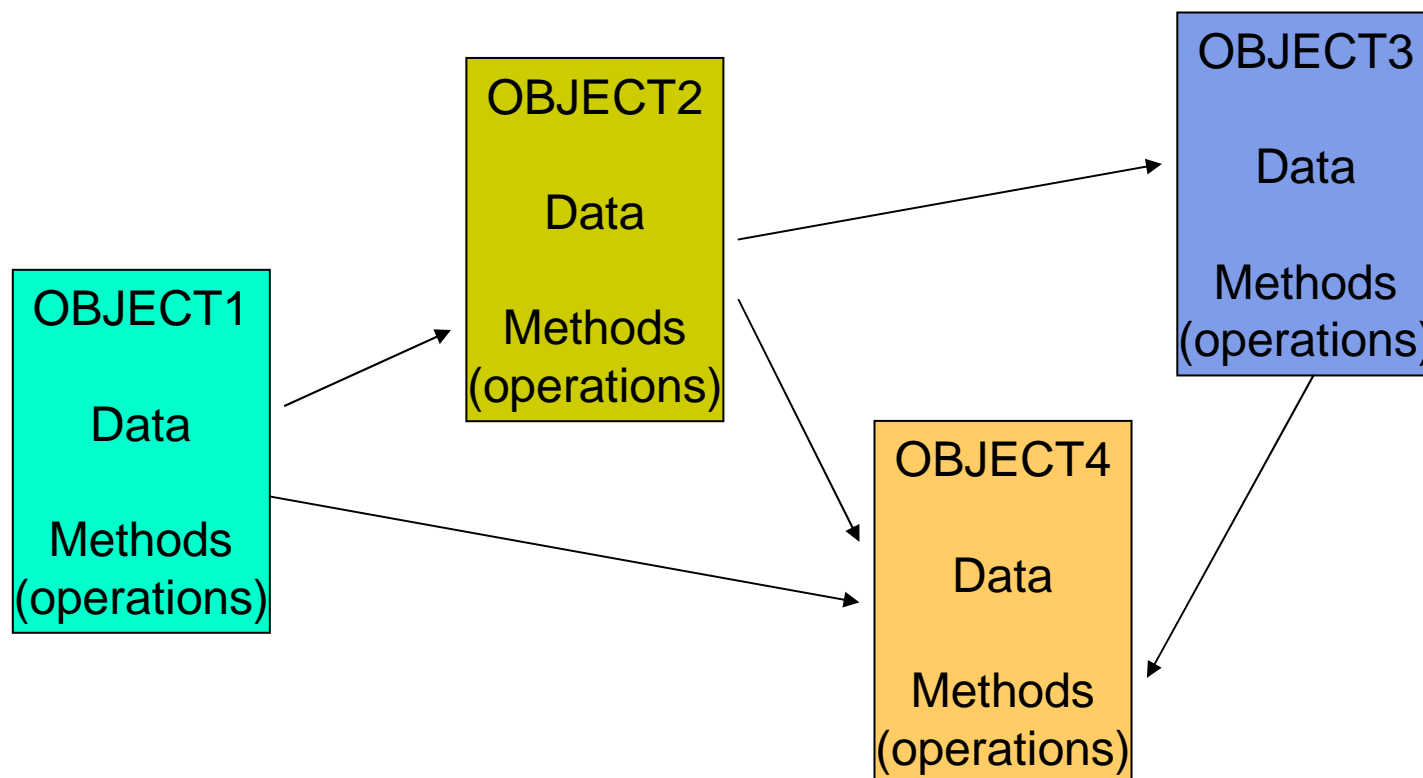 OBJECT1
Data
Methods
(operations)
OBJECT2
Data
Methods
(operations)
OBJECT3
Data
Methods
(operations)
OBJECT4
Data
Methods
(operations)